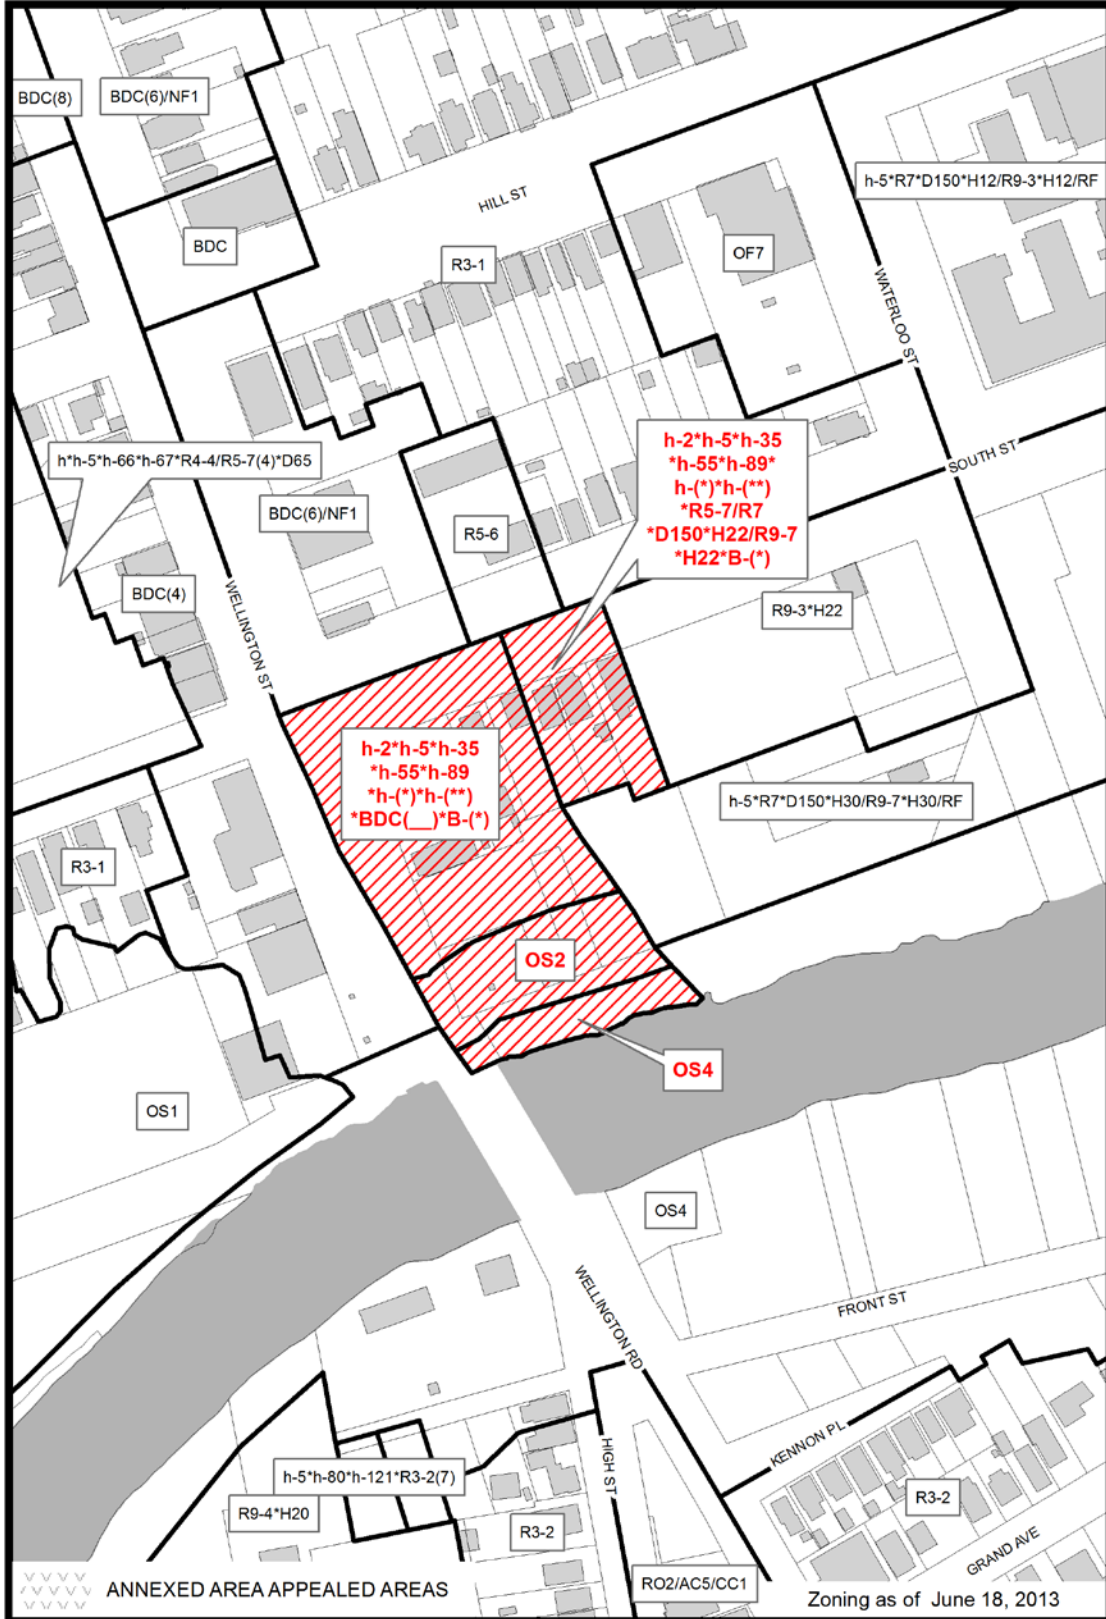 BDC(8)
BDC(6)/NF1
h-5*R7*D150*H12/R9-3*H12/RF
HILL ST
BDC
R3-1
OF7
WATERLOO ST
h*h-5*h-66*h-67*R4-4/R5-7(4)*D65
h-2*h-5*h-35
*h-55*h-89*
h-(*)*h-(**)
*R5-7/R7
*D150*H22/R9-7
*H22*B-(*)
SOUTH ST
BDC(6)/NF1
R5-6
BDC(4)
WELLINGTON ST
R9-3*H22
h-2*h-5*h-35
*h-55*h-89
*h-(*)*h-(**)
*BDC(__)*B-(*)
h-5*R7*D150*H30/R9-7*H30/RF
R3-1
OS2
OS4
OS1
OS4
WELLINGTON RD
FRONT ST
KENNON PL
HIGH ST
h-5*h-80*h-121*R3-2(7)
R9-4*H20
R3-2
R3-2
GRAND AVE
RO2/AC5/CC1
ANNEXED AREA APPEALED AREAS
Zoning as of June 18, 2013